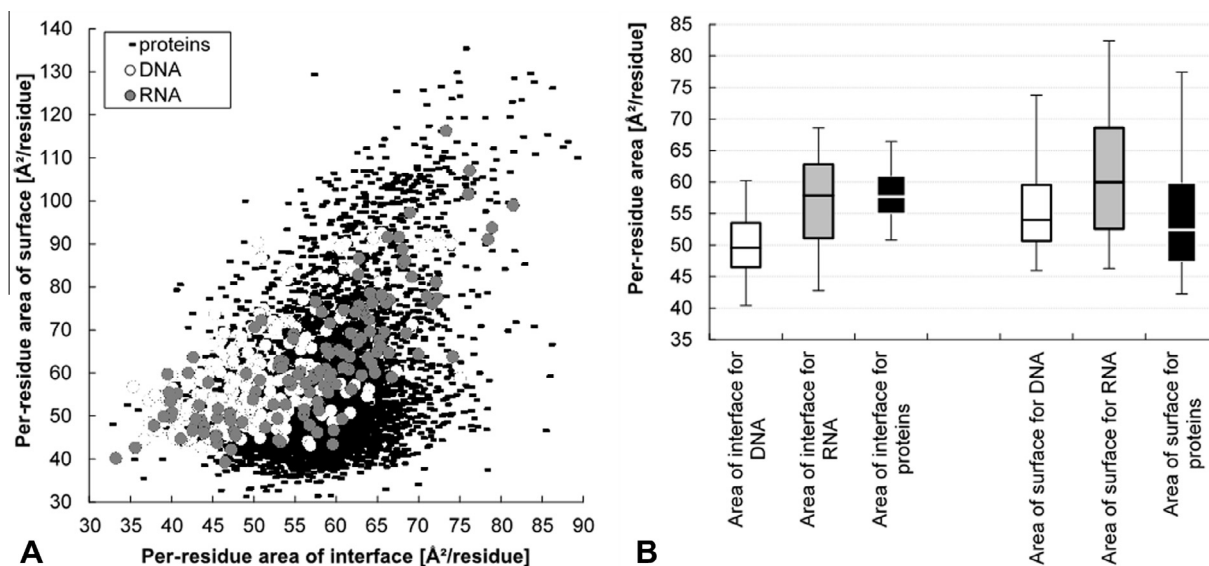 140
130
120
110
100
90
80
70
60
50
40
30
Per-residue area of surface [Å²/residue]
proteins
DNA
RNA
30 35 40 45 50 55 60 65 70 75 80 85 90
Per-residue area of interface [Å²/residue]
A
85
80
75
70
65
60
55
50
45
40
35
Per-residue area [Å²/residue]
Area of interface for
DNA
Area of interface for
RNA
Area of interface for
proteins
Area of surface for DNA
Area of surface for RNA
Area of surface for
proteins
B